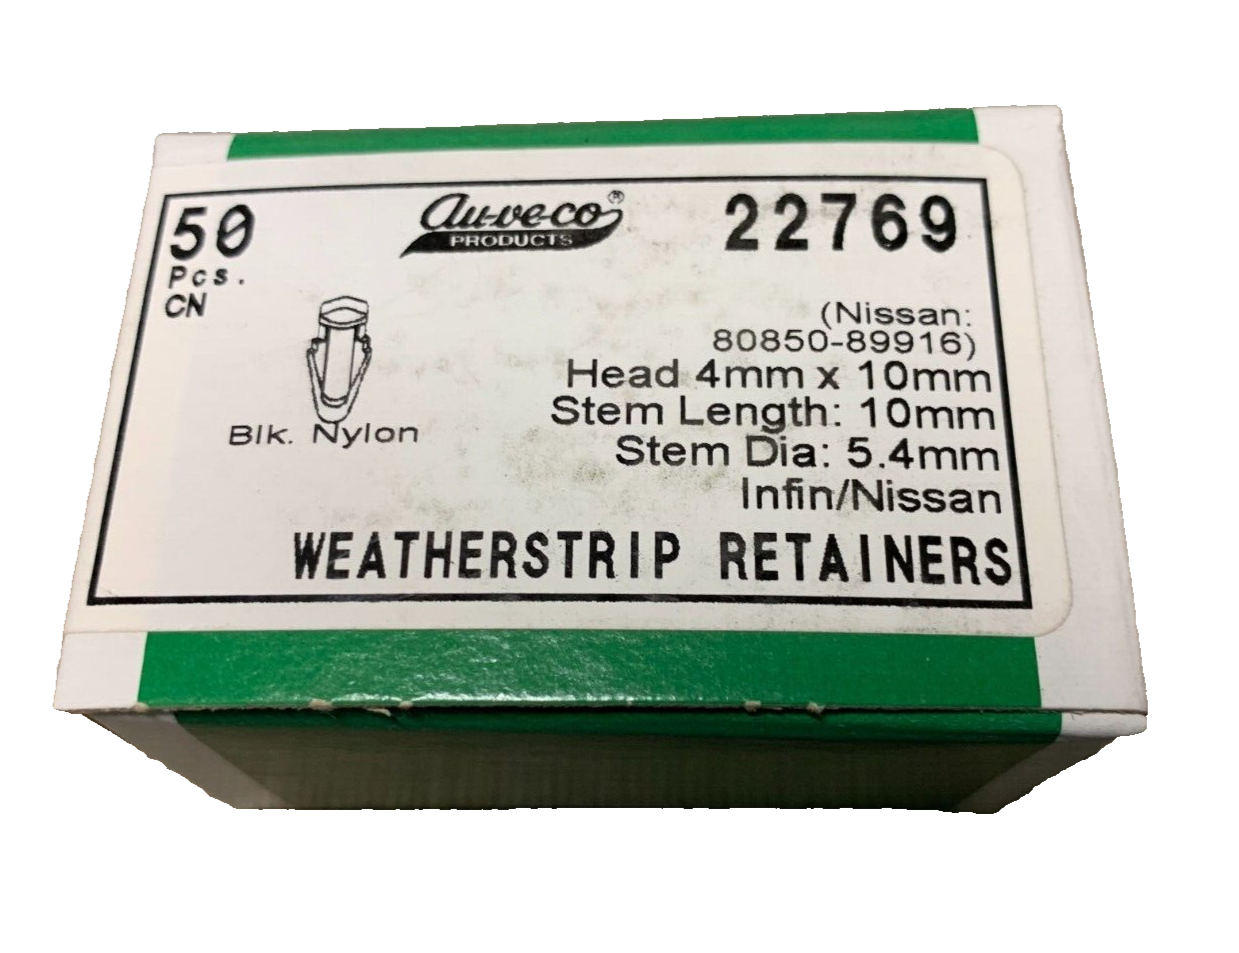 50
Pcs.
CN
au-ve-co®
PRODUCTS
22769
(Nissan:
80850-89916)
Head 4mm x 10mm
Stem Length: 10mm
Stem Dia: 5.4mm
Infin/Nissan
Blk. Nylon
WEATHERSTRIP RETAINERS